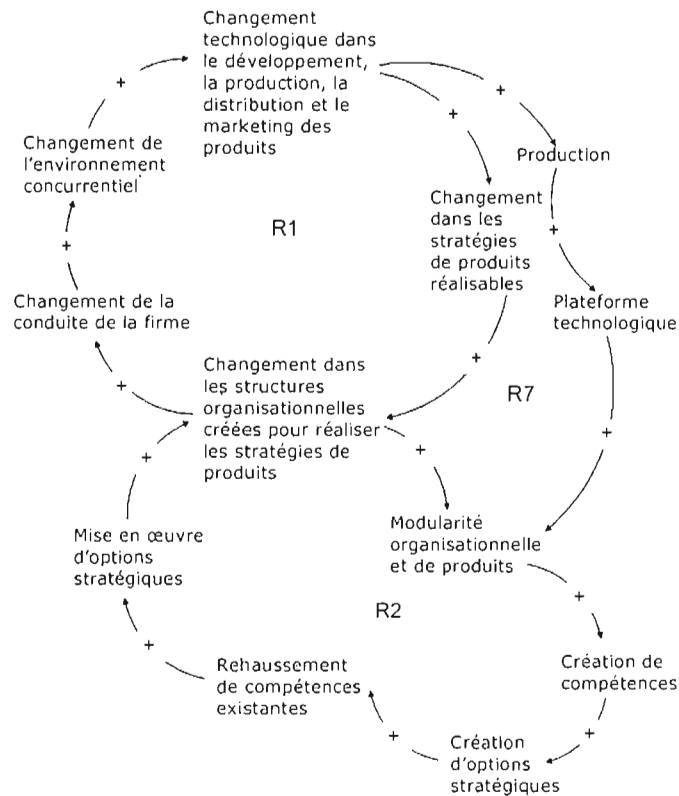 Changement
technologique dans
le développement,
la production, la
distribution et le
marketing des
produits
+
+
+
Changement de
l'environnement
concurrentiel
Production
Changement
dans les
stratégies
de produits
réalisables
R1
+
+
Changement de la
conduite de la firme
Plateforme
technologique
+
Changement dans
les structures
organisationnelles
créées pour réaliser
les stratégies de
produits
+
R7
+
+
+
Modularité
organisationnelle
et de produits
Mise en œuvre
d'options
stratégiques
+
R2
+
Rehaussement
de compétences
existantes
Création de
compétences
+
+
Création
d'options
stratégiques